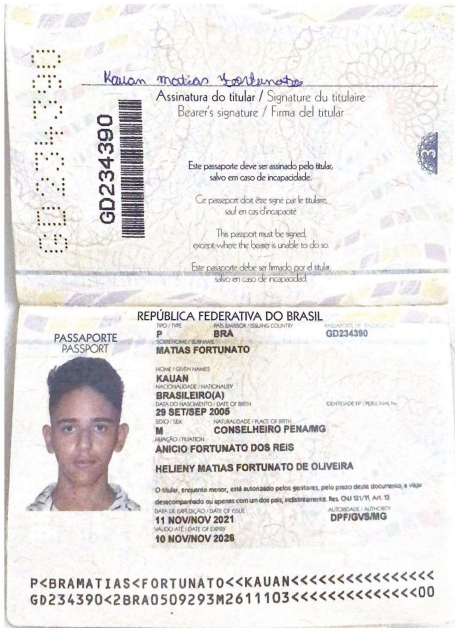 GD234390
Kauan matias Fortunato
Assinatura do titular / Signature du titulaire
Bearer's signature / Firma del titular
GD234390
3
Este passaporte deve ser assinado pelo titular,
salvo em caso de incapacidade.
Ce passeport doit être signé par le titulaire,
sauf en cas d'incapacité
This passport must be signed,
except where the bearer is unable to do so.
Este pasaporte debe ser firmado por el titular,
salvo en caso de incapacidad.
REPÚBLICA FEDERATIVA DO BRASIL
PASSAPORTE
PASSPORT
TIPO / TYPE PAÍS EMISSOR / ISSUING COUNTRY PASSAPORTE Nº
P BRA GD234390
SOBRENOME / SURNAME
MATIAS FORTUNATO
NOME / GIVEN NAMES
KAUAN
NACIONALIDADE / NATIONALITY
BRASILEIRO(A)
DATA DO NASCIMENTO / DATE OF BIRTH IDENTIDADE Nº / PERSONAL No.
29 SET/SEP 2005
SEXO / SEX NATURALIDADE / PLACE OF BIRTH
M CONSELHEIRO PENA/MG
FILIAÇÃO / FILIATION
ANICIO FORTUNATO DOS REIS
HELIENY MATIAS FORTUNATO DE OLIVEIRA
O titular, enquanto menor, está autorizado pelos genitores, pelo prazo deste documento, a viajar
desacompanhado ou apenas com um dos pais, indistintamente. Res. CNJ 131/11, Art. 13.
DATA DE EXPEDIÇÃO / DATE OF ISSUE AUTORIDADE / AUTHORITY
11 NOV/NOV 2021 DPF/GVS/MG
VÁLIDO ATÉ / DATE OF EXPIRY
10 NOV/NOV 2026
P<BRAMATIAS<FORTUNATO<<KAUAN<<<<<<<<<<<<<<<<
GD234390<2BRA0509293M2611103<<<<<<<<<<<<<<00